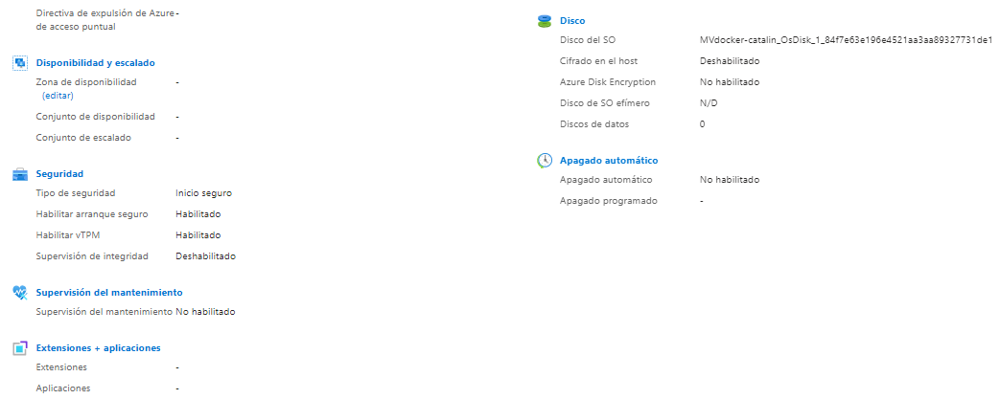 Directiva de expulsión de Azure -
de acceso puntual
Disponibilidad y escalado
Zona de disponibilidad -
(editar)
Conjunto de disponibilidad -
Conjunto de escalado -
Seguridad
Tipo de seguridad Inicio seguro
Habilitar arranque seguro Habilitado
Habilitar vTPM Habilitado
Supervisión de integridad Deshabilitado
Supervisión del mantenimiento
Supervisión del mantenimiento No habilitado
Extensiones + aplicaciones
Extensiones -
Aplicaciones -
Disco
Disco del SO MVdocker-catalin_OsDisk_1_84f7e63e196e4521aa3aa89327731de1
Cifrado en el host Deshabilitado
Azure Disk Encryption No habilitado
Disco de SO efímero N/D
Discos de datos 0
Apagado automático
Apagado automático No habilitado
Apagado programado -